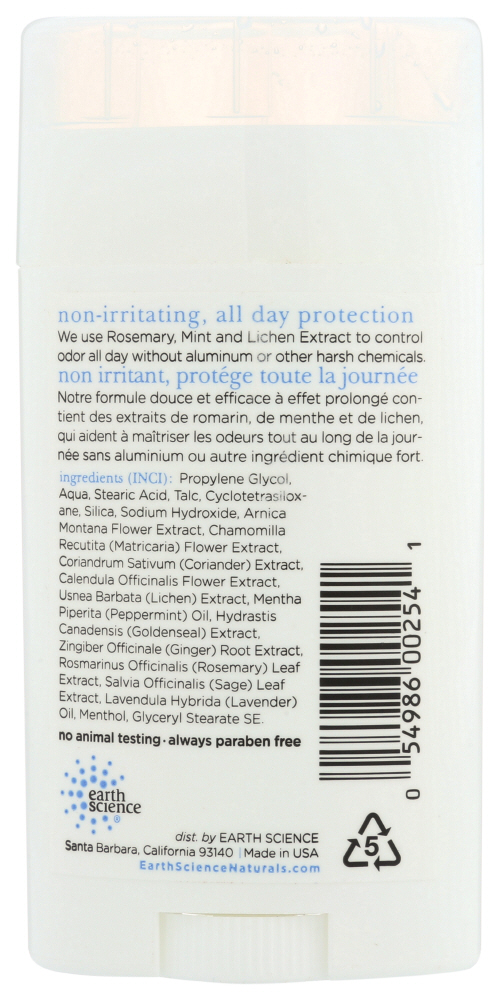 non-irritating, all day protection
We use Rosemary, Mint and Lichen Extract to control
odor all day without aluminum or other harsh chemicals.
non irritant, protége toute la journée
Notre formule douce et efficace à effet prolongé con-
tient des extraits de romarin, de menthe et de lichen,
qui aident à maîtriser les odeurs tout au long de la jour-
née sans aluminium ou autre ingrédient chimique fort.
ingredients (INCI): Propylene Glycol,
Aqua, Stearic Acid, Talc, Cyclotetrasilox-
ane, Silica, Sodium Hydroxide, Arnica
Montana Flower Extract, Chamomilla
Recutita (Matricaria) Flower Extract,
Coriandrum Sativum (Coriander) Extract,
Calendula Officinalis Flower Extract,
Usnea Barbata (Lichen) Extract, Mentha
Piperita (Peppermint) Oil, Hydrastis
Canadensis (Goldenseal) Extract,
Zingiber Officinale (Ginger) Root Extract,
Rosmarinus Officinalis (Rosemary) Leaf
Extract, Salvia Officinalis (Sage) Leaf
Extract, Lavendula Hybrida (Lavender)
Oil, Menthol, Glyceryl Stearate SE.
no animal testing · always paraben free
0 54986 00254 1
earth
science®
dist. by EARTH SCIENCE
Santa Barbara, California 93140 | Made in USA
EarthScienceNaturals.com
5